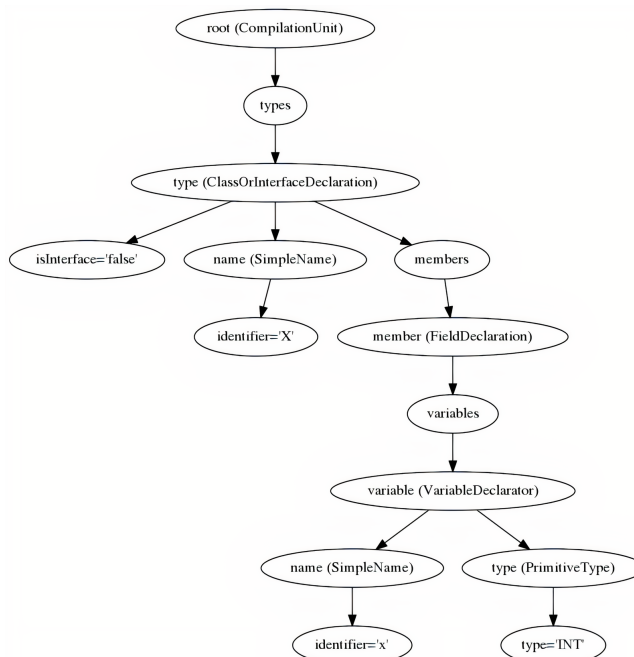 root (CompilationUnit)
types
type (ClassOrInterfaceDeclaration)
isInterface='false'
name (SimpleName)
members
identifier='X'
member (FieldDeclaration)
variables
variable (VariableDeclarator)
name (SimpleName)
type (PrimitiveType)
identifier='x'
type='INT'